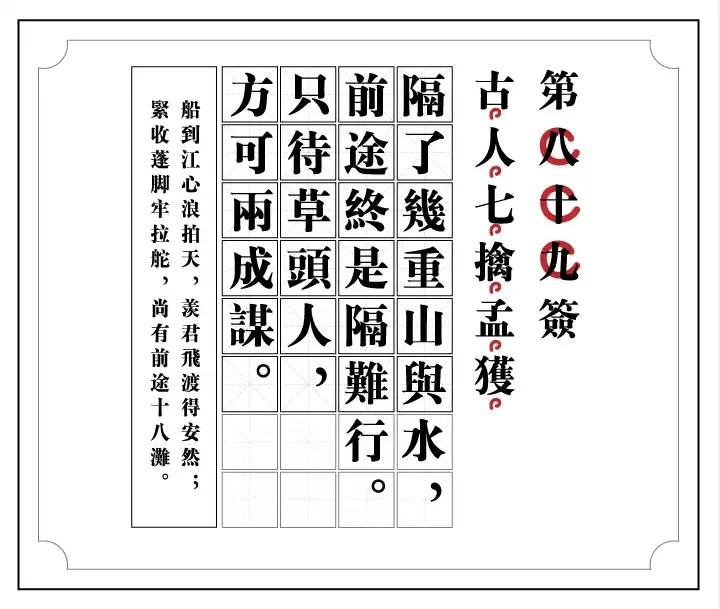 第八十九簽
古人七擒孟獲
隔了幾重山與水，
前途終是隔難行。
只待草頭人，
方可兩成謀。
船到江心浪拍天，羨君飛渡得安然；
緊收蓬脚牢拉舵，尚有前途十八灘。